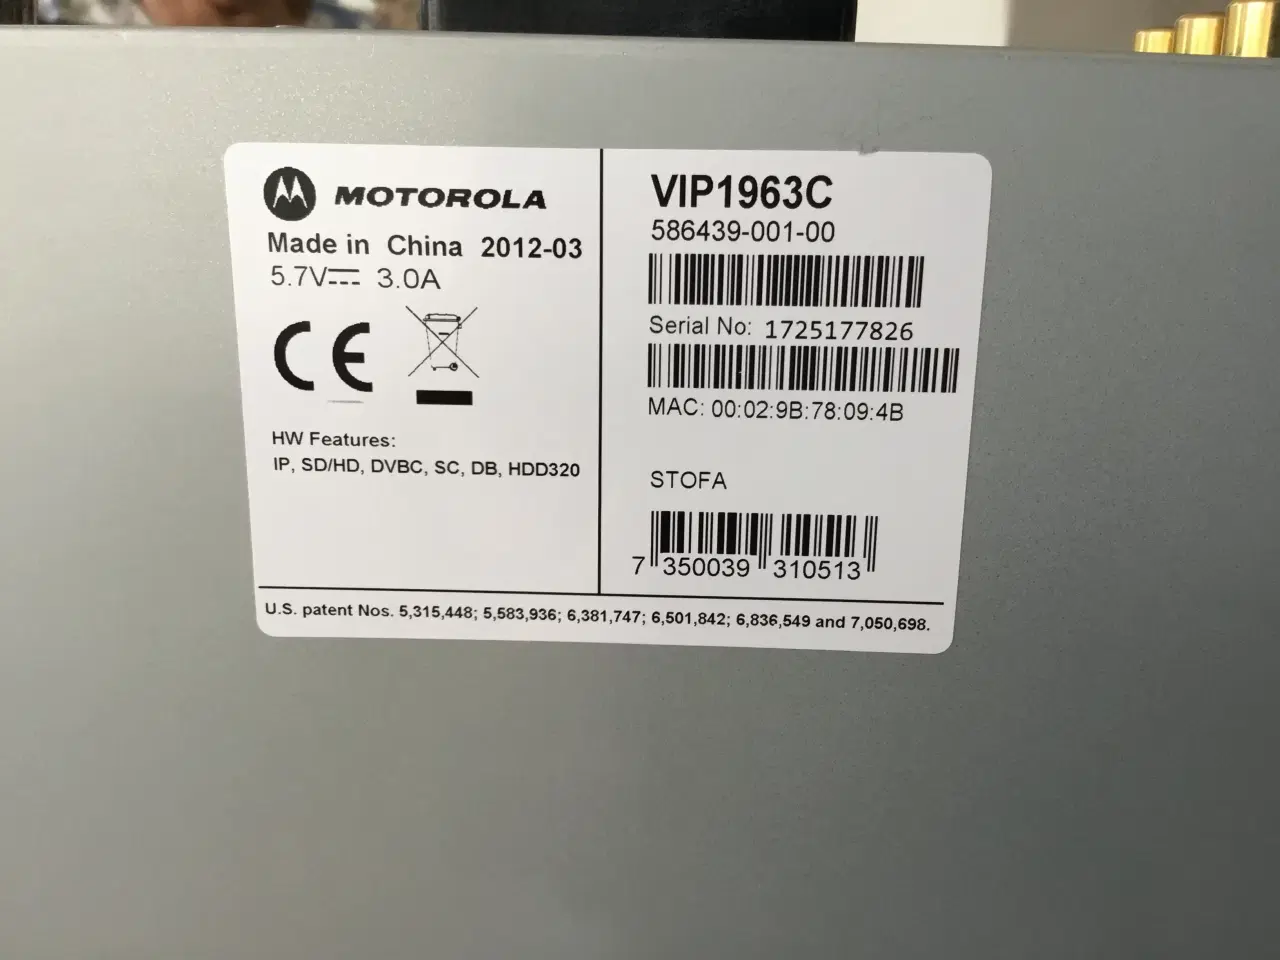 MOTOROLA
Made in China 2012-03
5.7V 3.0A
CE
HW Features:
IP, SD/HD, DVBC, SC, DB, HDD320
VIP1963C
586439-001-00
Serial No: 1725177826
MAC: 00:02:9B:78:09:4B
STOFA
7 350039 310513
U.S. patent Nos. 5,315,448; 5,583,936; 6,381,747; 6,501,842; 6,836,549 and 7,050,698.